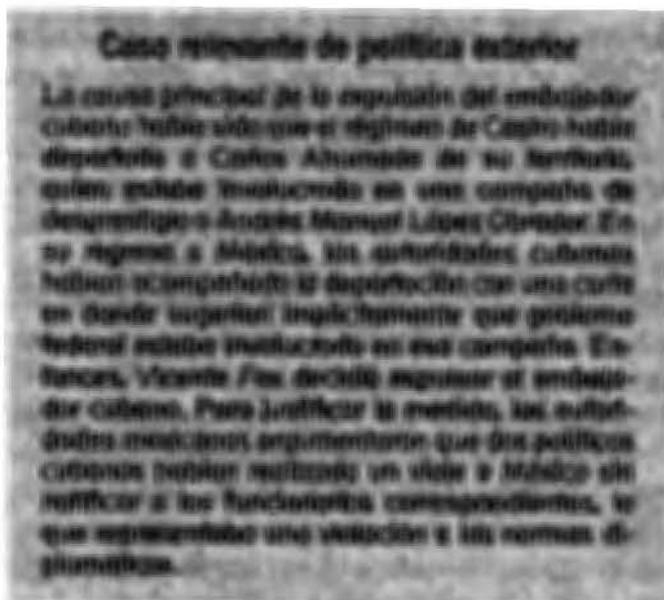 Caso relevante de política exterior
La causa principal de la expulsión del embajador
cubano había sido que el régimen de Castro había
deportado a Carlos Ahumada de su territorio,
quien estaba involucrado en una campaña de
desprestigio a Andrés Manuel López Obrador. En
su regreso a México, las autoridades cubanas
habían acompañado la deportación con una carta
en donde sugerían implícitamente que gobierno
federal estaba involucrado en esa campaña. En-
tonces, Vicente Fox decidió expulsar al embaja-
dor cubano. Para justificar la medida, las autori-
dades mexicanas argumentaron que dos políticos
cubanos habían realizado un viaje a México sin
notificar a los funcionarios correspondientes, lo
que representaba una violación a las normas di-
plomáticas.